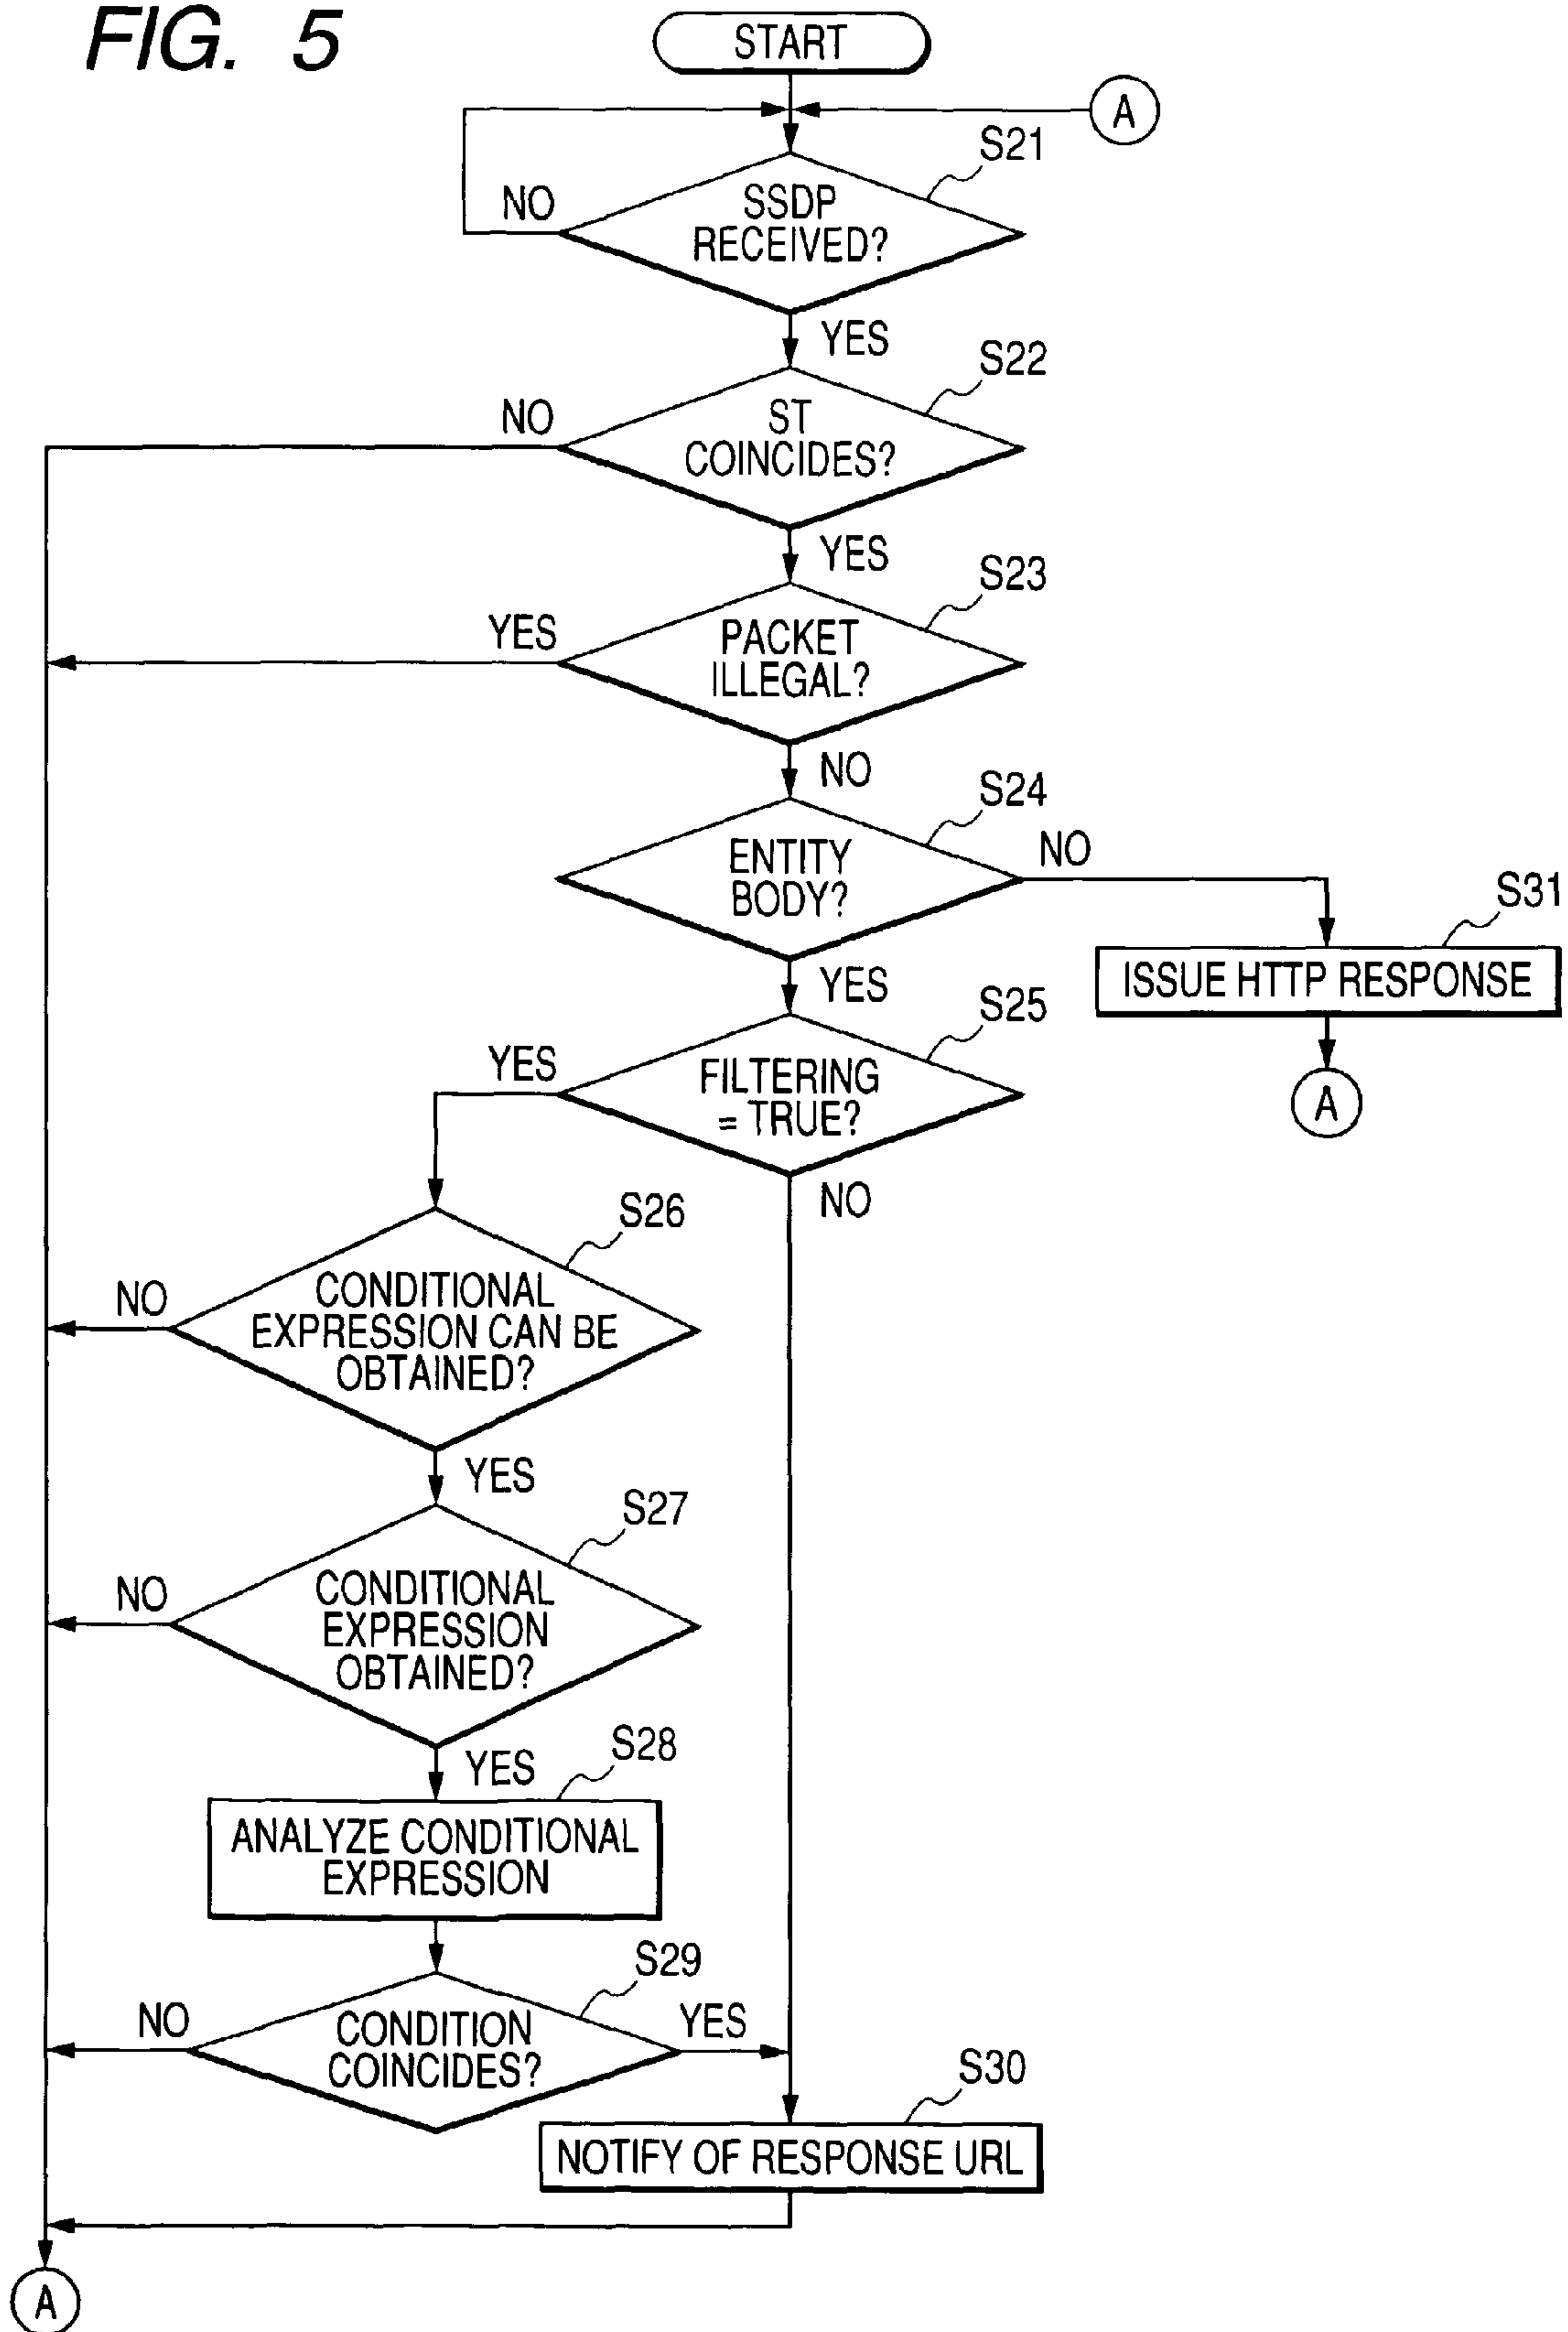 FIG. 5
START
A
S21
NO
SSDP
RECEIVED?
YES
S22
NO
ST
COINCIDES?
YES
S23
YES
PACKET
ILLEGAL?
NO
S24
ENTITY
BODY?
NO
S31
ISSUE HTTP RESPONSE
A
YES
S25
YES
FILTERING
= TRUE?
NO
S26
NO
CONDITIONAL
EXPRESSION CAN BE
OBTAINED?
YES
S27
NO
CONDITIONAL
EXPRESSION
OBTAINED?
YES
S28
ANALYZE CONDITIONAL
EXPRESSION
S29
NO
CONDITION
COINCIDES?
YES
S30
NOTIFY OF RESPONSE URL
A